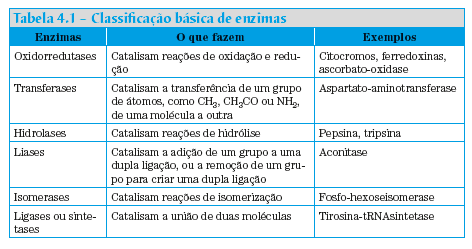 Tabela 4.1 – Classificação básica de enzimas
Enzimas O que fazem Exemplos
Oxidorredutases Catalisam reações de oxidação e redu- Citocromos, ferredoxinas,
ção ascorbato-oxidase
Transferases Catalisam a transferência de um grupo Aspartato-aminotransferase
de átomos, como CH₃, CH₃CO ou NH₂,
de uma molécula a outra
Hidrolases Catalisam reações de hidrólise Pepsina, tripsina
Liases Catalisam a adição de um grupo a uma Aconitase
dupla ligação, ou a remoção de um gru-
po para criar uma dupla ligação
Isomerases Catalisam reações de isomerização Fosfo-hexoseisomerase
Ligases ou sinte- Catalisam a união de duas moléculas Tirosina-tRNAsintetase
tases